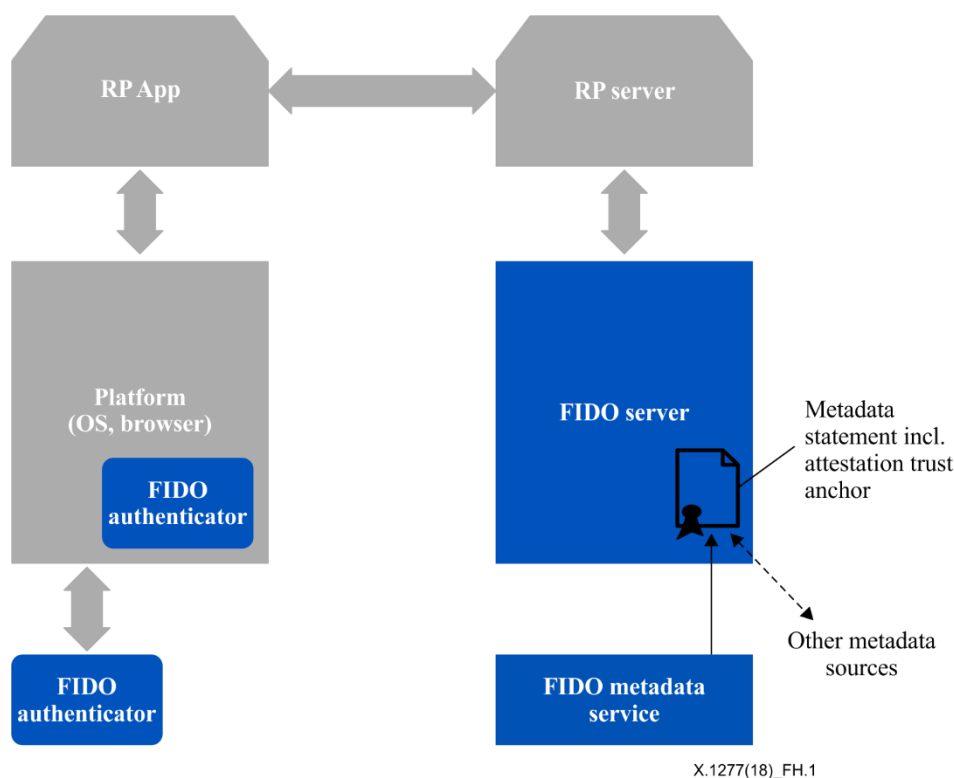 RP App
RP server
Platform
(OS, browser)
FIDO
authenticator
FIDO server
Metadata
statement incl.
attestation trust
anchor
FIDO
authenticator
FIDO metadata
service
Other metadata
sources
X.1277(18)_FH.1